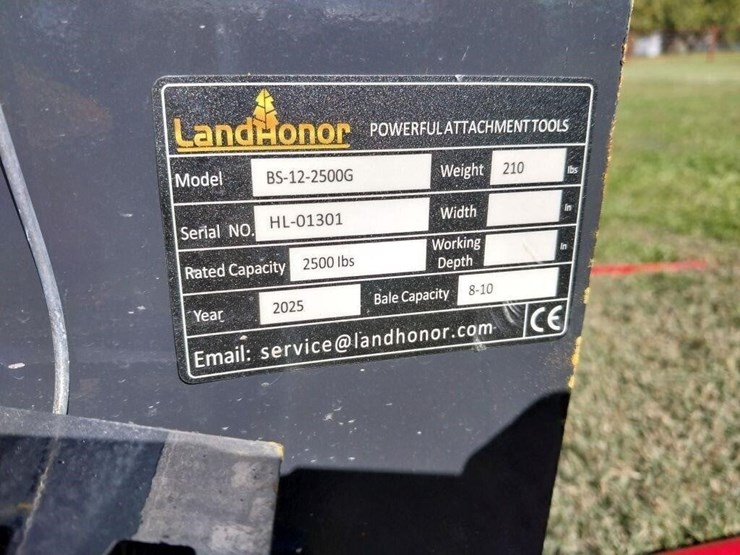 LandHonor POWERFUL ATTACHMENT TOOLS
Model BS-12-2500G Weight 210 lbs
Serial NO. HL-01301 Width in
Rated Capacity 2500 lbs Working Depth in
Year 2025 Bale Capacity 8-10
Email: service@landhonor.com CE